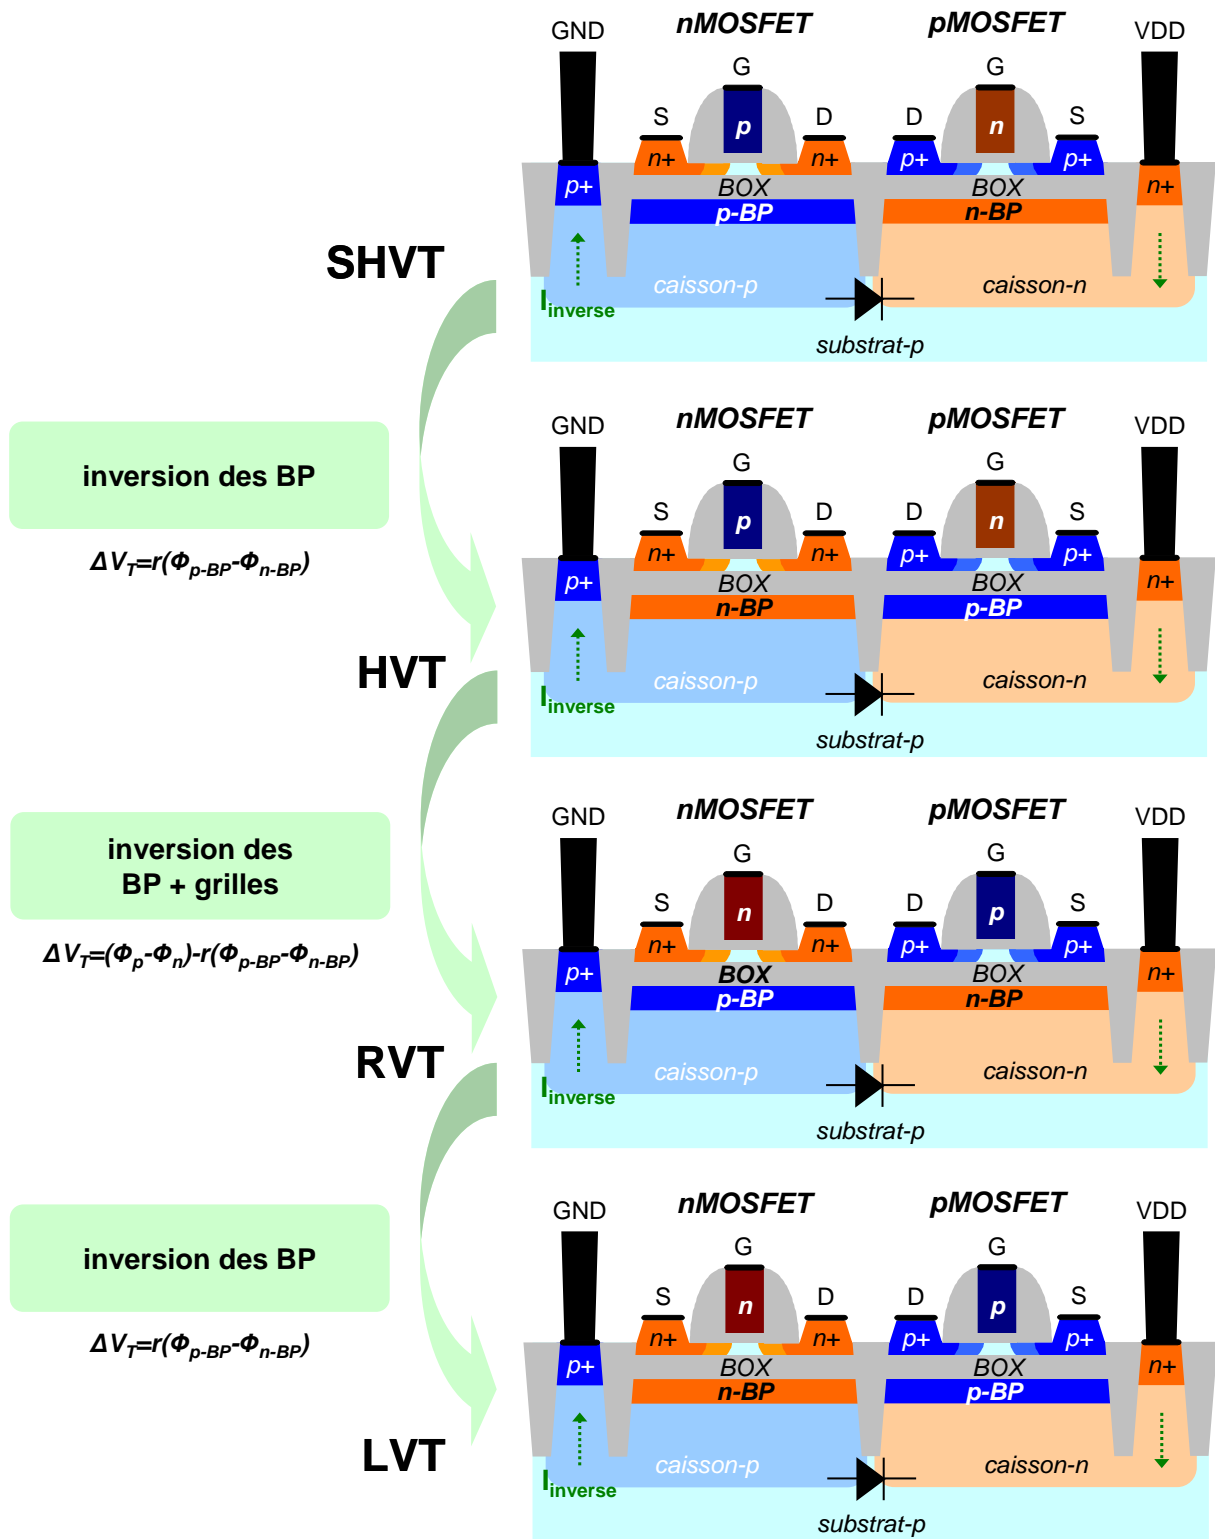 nMOSFET pMOSFET
GND VDD
G G
S D D S
p n
n+ n+ p+ p+
p+ BOX BOX n+
p-BP n-BP
SHVT
caisson-p caisson-n
Iinverse
substrat-p
nMOSFET pMOSFET
GND VDD
G G
inversion des BP
S D D S
p n
n+ n+ p+ p+
ΔVT=r(Φp-BP-Φn-BP)
p+ BOX BOX n+
n-BP p-BP
HVT
caisson-p caisson-n
Iinverse
substrat-p
nMOSFET pMOSFET
GND VDD
inversion des
BP + grilles
G G
S D D S
n p
n+ n+ p+ p+
ΔVT=(Φp-Φn)-r(Φp-BP-Φn-BP)
p+ BOX BOX n+
p-BP n-BP
RVT
caisson-p caisson-n
Iinverse
substrat-p
nMOSFET pMOSFET
GND VDD
G G
inversion des BP
S D D S
n p
n+ n+ p+ p+
ΔVT=r(Φp-BP-Φn-BP)
p+ BOX BOX n+
n-BP p-BP
LVT
caisson-p caisson-n
Iinverse
substrat-p